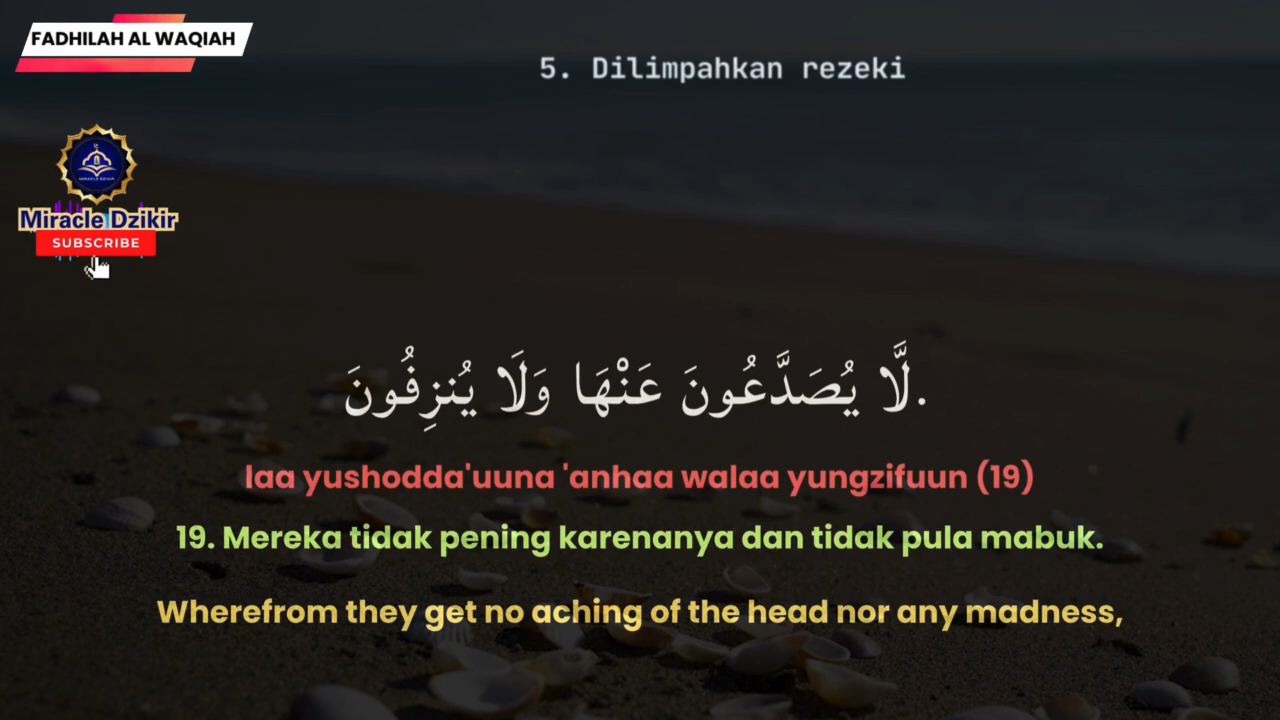 FADHILAH AL WAQIAH
5. Dilimpahkan rezeki
Miracle Dzikir
SUBSCRIBE
لَّا يُصَدَّعُونَ عَنْهَا وَلَا يُنزِفُونَ.
laa yushodda'uuna 'anhaa walaa yungzifuun (19)
19. Mereka tidak pening karenanya dan tidak pula mabuk.
Wherefrom they get no aching of the head nor any madness,